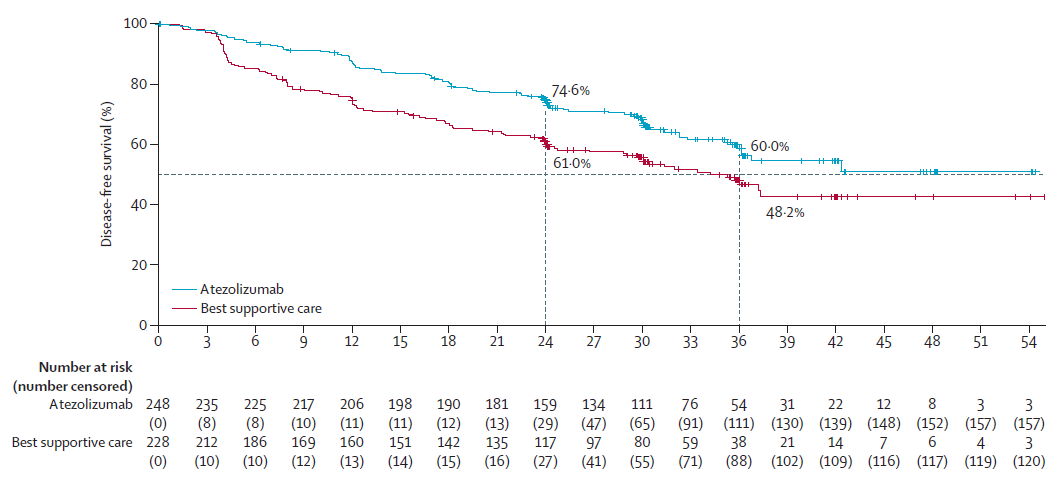 100
80
60
40
20
0
Disease-free survival (%)
74·6%
61·0%
60·0%
48·2%
Atezolizumab
Best supportive care
0 3 6 9 12 15 18 21 24 27 30 33 36 39 42 45 48 51 54
Number at risk
(number censored)
Atezolizumab 248 235 225 217 206 198 190 181 159 134 111 76 54 31 22 12 8 3 3
(0) (8) (8) (10) (11) (11) (12) (13) (29) (47) (65) (91) (111) (130) (139) (148) (152) (157) (157)
Best supportive care 228 212 186 169 160 151 142 135 117 97 80 59 38 21 14 7 6 4 3
(0) (10) (10) (12) (13) (14) (15) (16) (27) (41) (55) (71) (88) (102) (109) (116) (117) (119) (120)